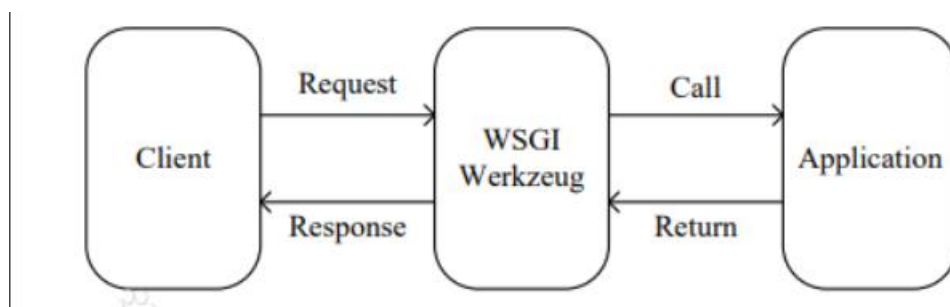 Request
Call
Client
WSGI
Werkzeug
Application
Response
Return